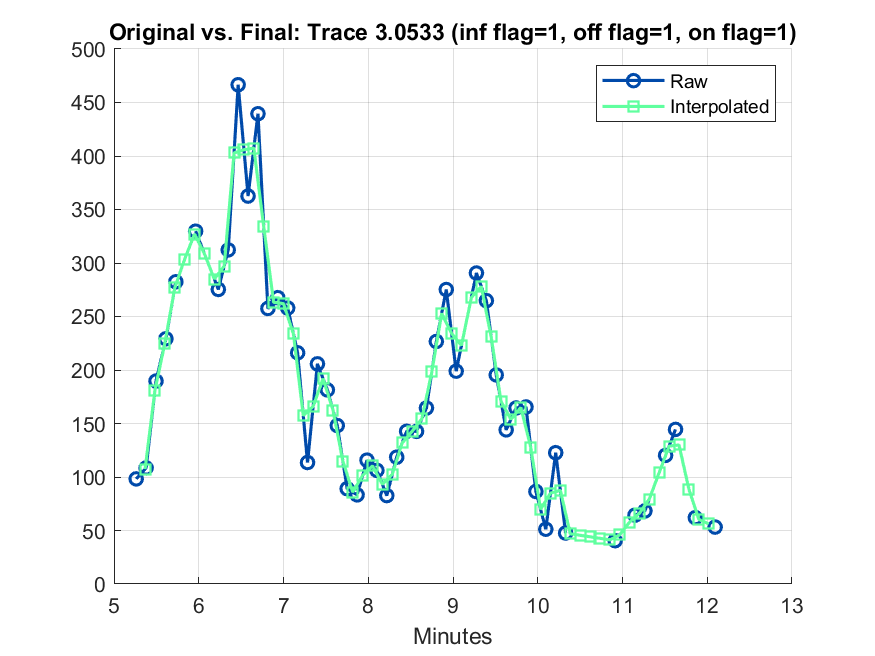 Original vs. Final: Trace 3.0533 (inf flag=1, off flag=1, on flag=1)
500
450
400
350
300
250
200
150
100
50
0
Raw
Interpolated
5 6 7 8 9 10 11 12 13
Minutes